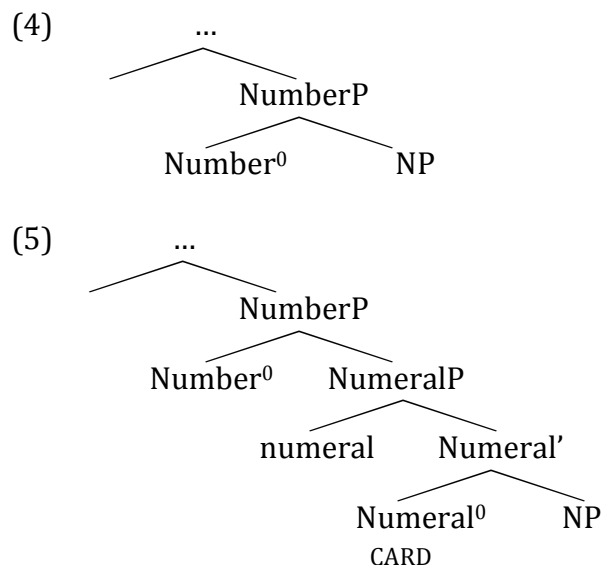 (4) ...
NumberP
Number⁰ NP
(5) ...
NumberP
Number⁰ NumeralP
numeral Numeral’
Numeral⁰ NP
CARD